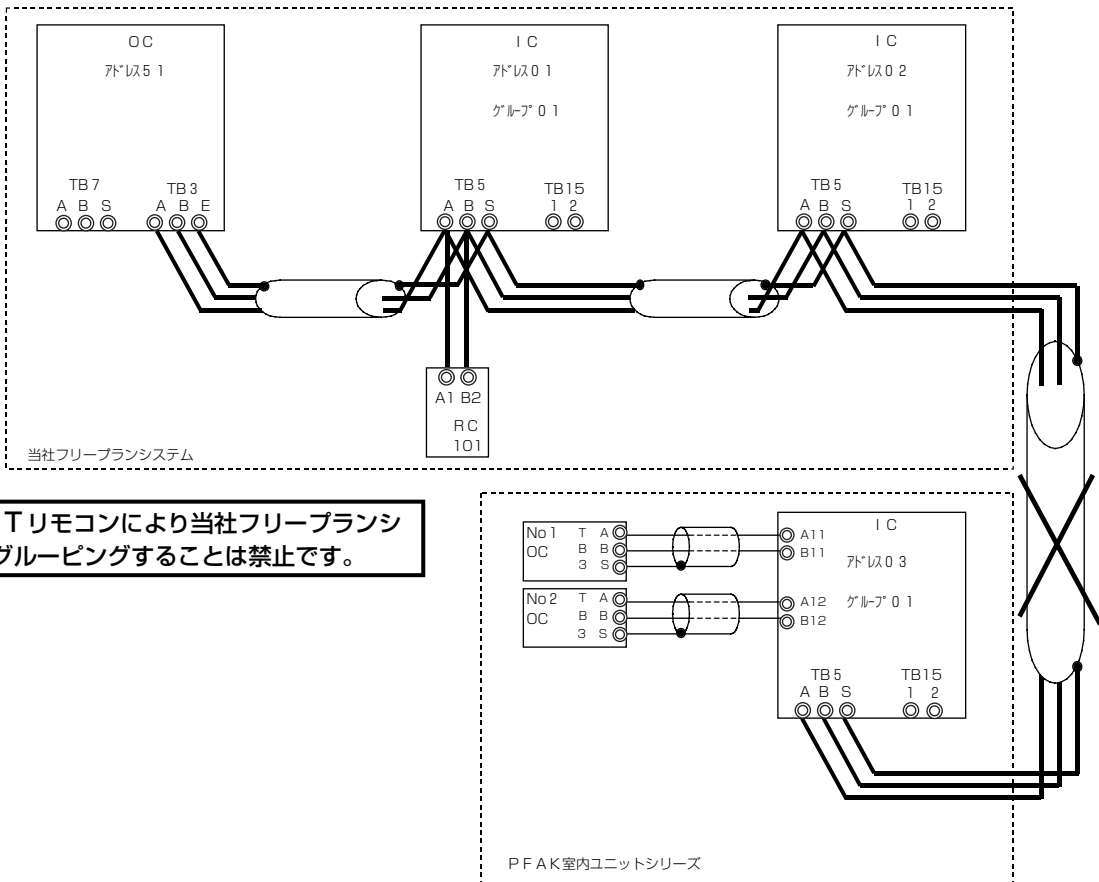 OC
アドレス51
TB7
A B S
TB3
A B E
IC
アドレス01
グループ01
TB5
A B S
TB15
1 2
IC
アドレス02
グループ01
TB5
A B S
TB15
1 2
A1 B2
RC
101
当社フリープランシステム
Tリモコンにより当社フリープランシ
グルーピングすることは禁止です。
No1 T A
OC B B
3 S
No2 T A
OC B B
3 S
A11
B11
A12
B12
IC
アドレス03
グループ01
TB5
A B S
TB15
1 2
PFAK室内ユニットシリーズ